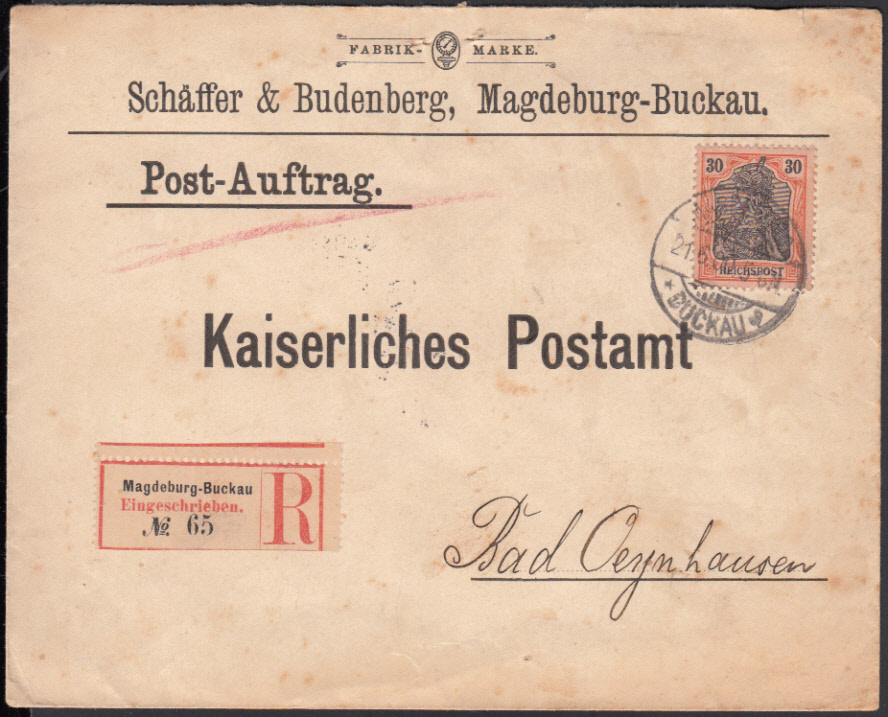 FABRIK- MARKE.
Schäffer & Budenberg, Magdeburg-Buckau.
Post-Auftrag.
30 30
REICHSPOST
BUCKAU
Kaiserliches Postamt
Magdeburg-Buckau
Eingeschrieben.
№ 65
R
Bad Oeynhausen